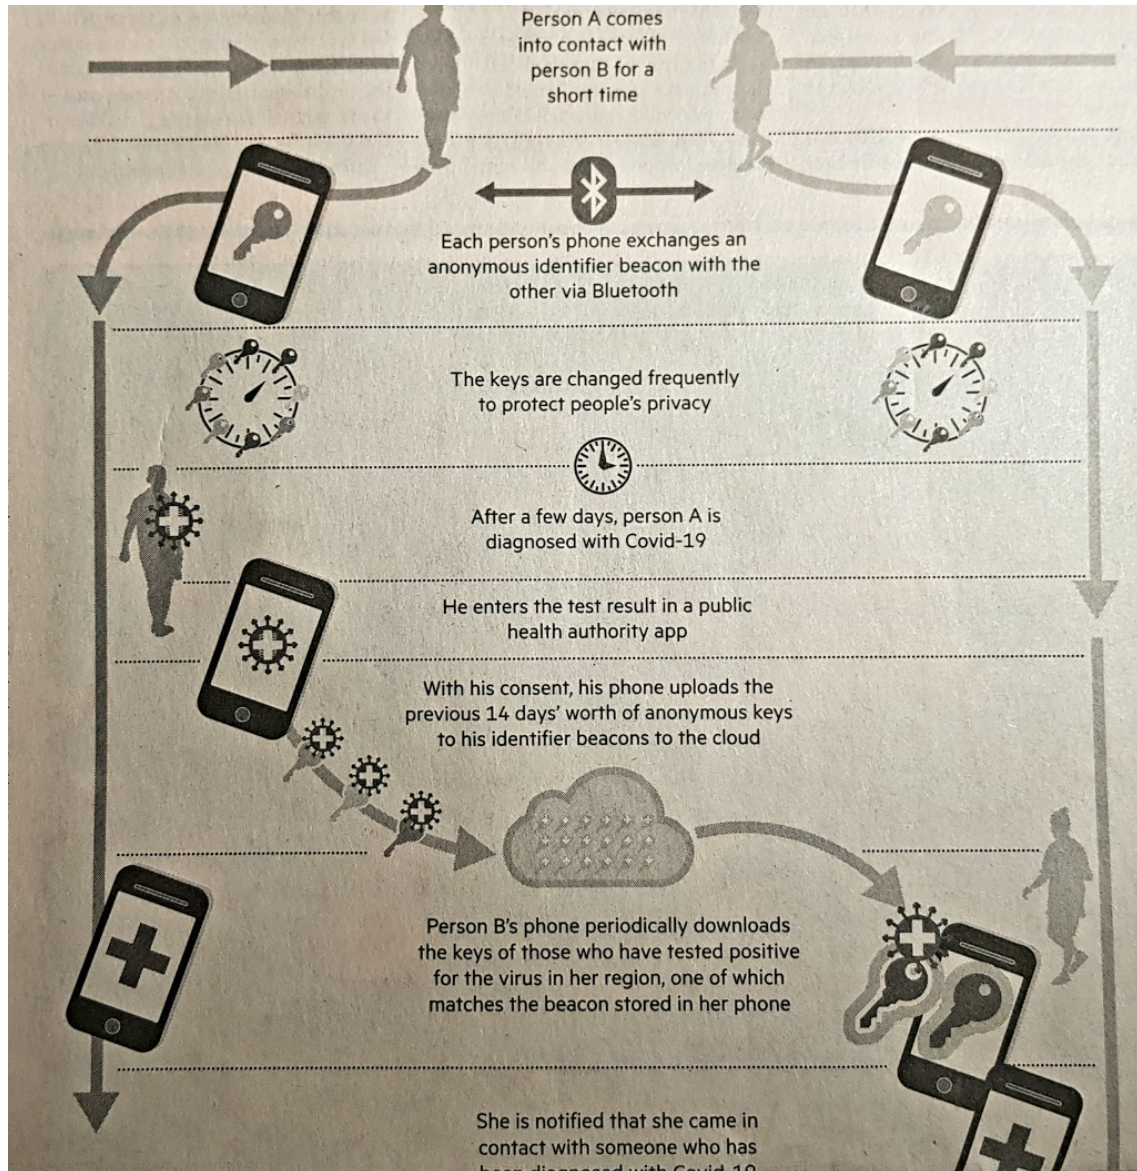 Person A comes
into contact with
person B for a
short time
Each person's phone exchanges an
anonymous identifier beacon with the
other via Bluetooth
The keys are changed frequently
to protect people's privacy
After a few days, person A is
diagnosed with Covid-19
He enters the test result in a public
health authority app
With his consent, his phone uploads the
previous 14 days' worth of anonymous keys
to his identifier beacons to the cloud
Person B's phone periodically downloads
the keys of those who have tested positive
for the virus in her region, one of which
matches the beacon stored in her phone
She is notified that she came in
contact with someone who has
been diagnosed with Covid-19